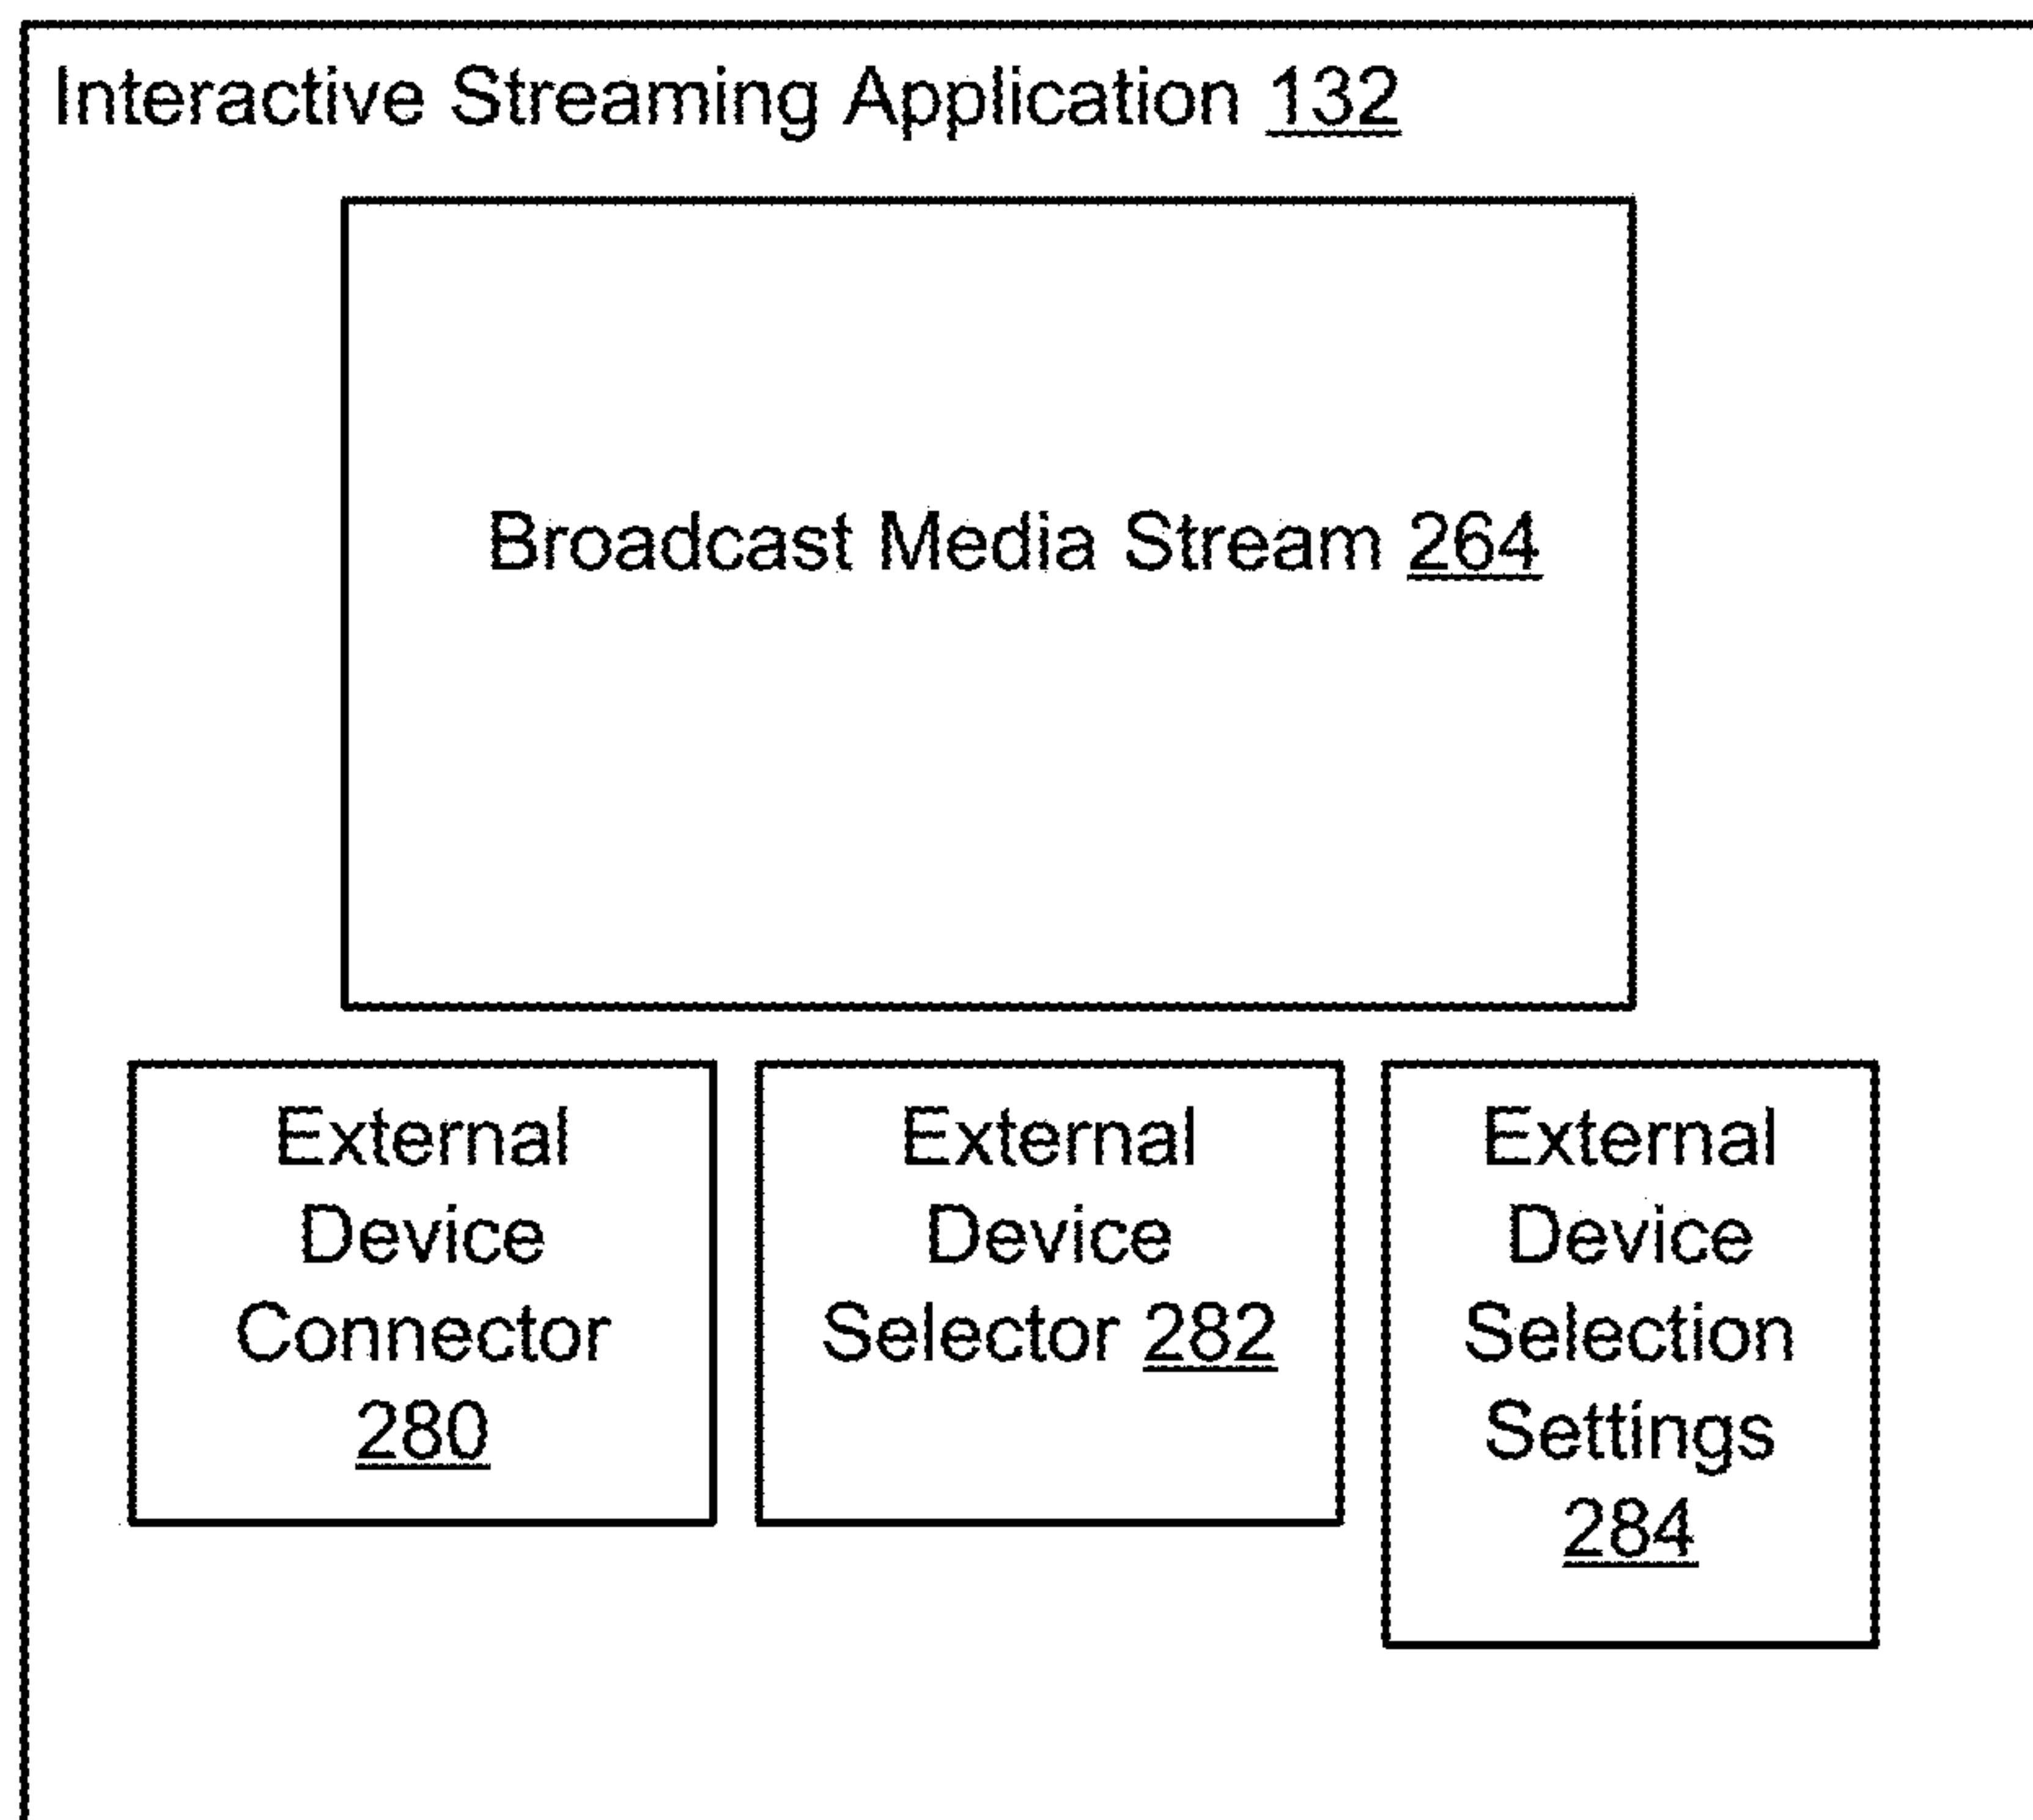 Interactive Streaming Application 132
Broadcast Media Stream 264
External
Device
Connector
280
External
Device
Selector 282
External
Device
Selection
Settings
284